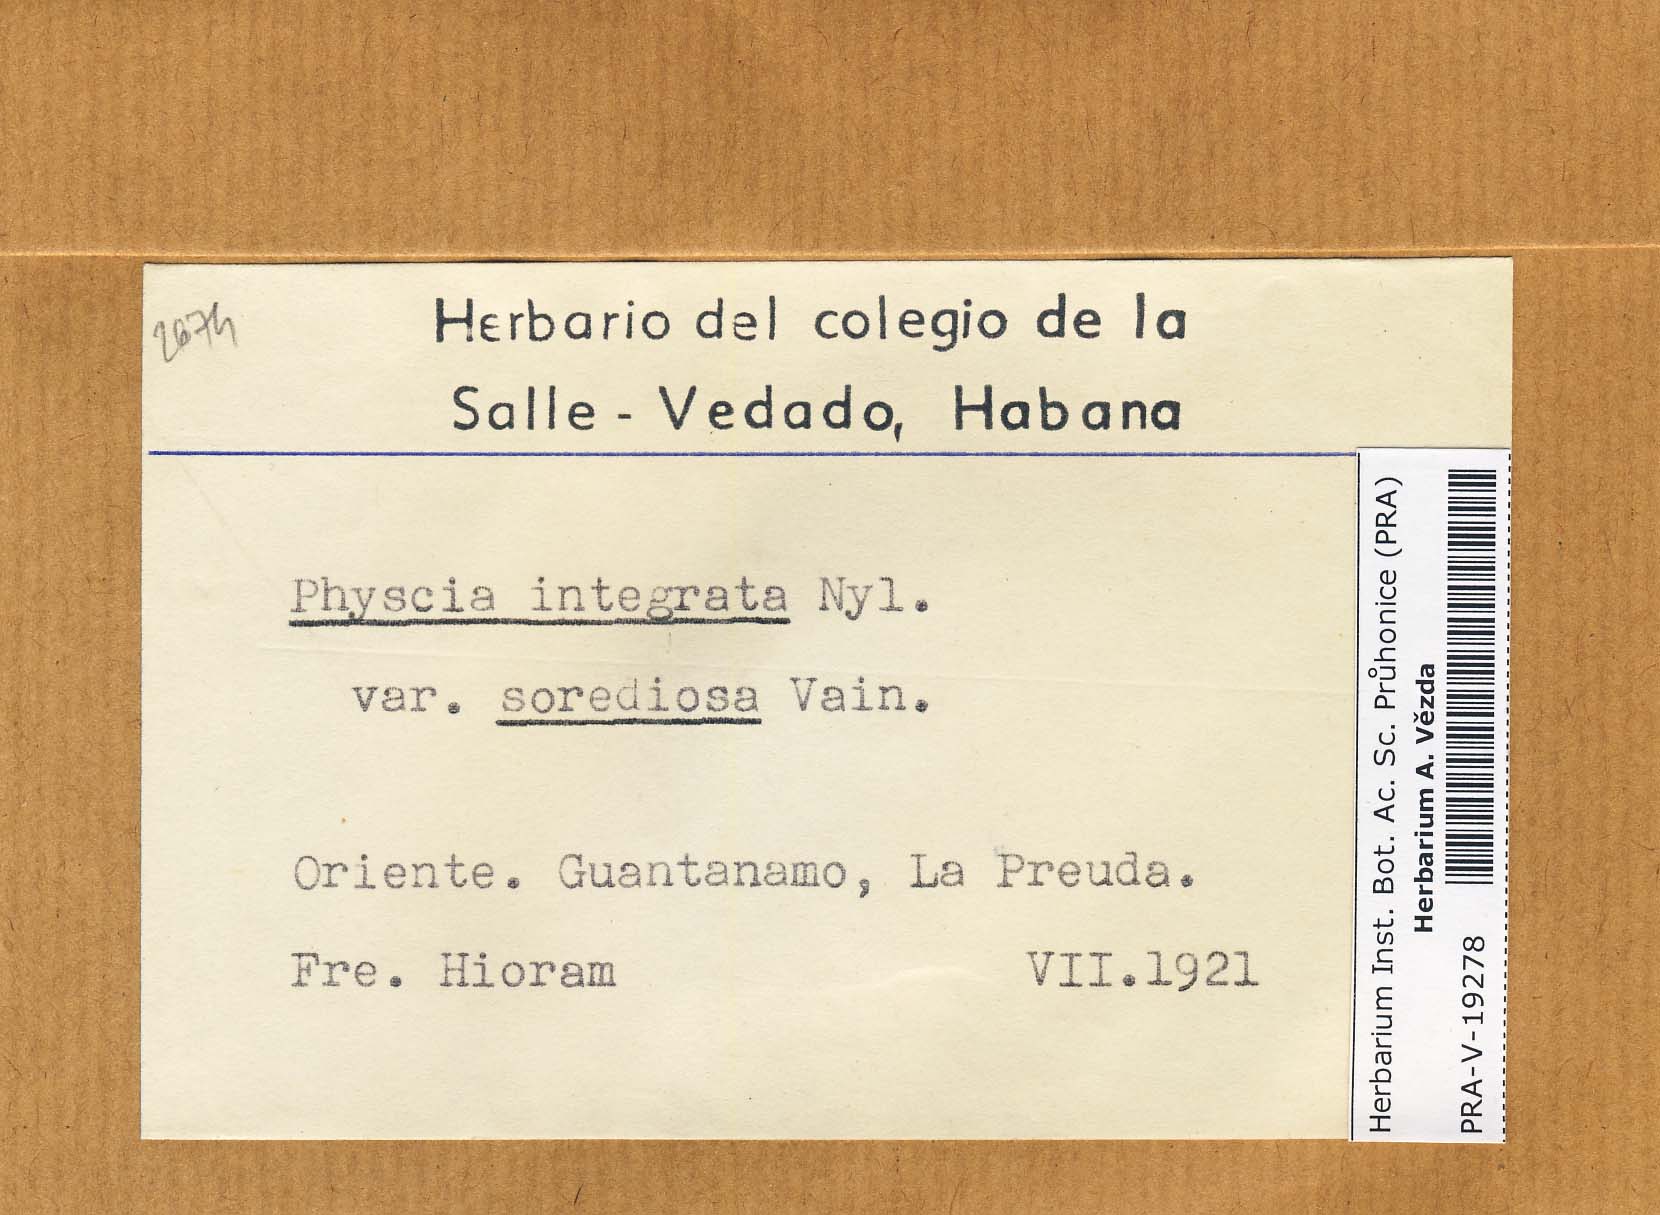 2674
Herbario del colegio de la
Salle - Vedado, Habana
Physcia integrata Nyl.
var. sorediosa Vain.
Oriente. Guantanamo, La Preuda.
Fre. Hioram VII.1921
Herbarium Inst. Bot. Ac. Sc. Průhonice (PRA)
Herbarium A. Vězda
PRA-V-19278